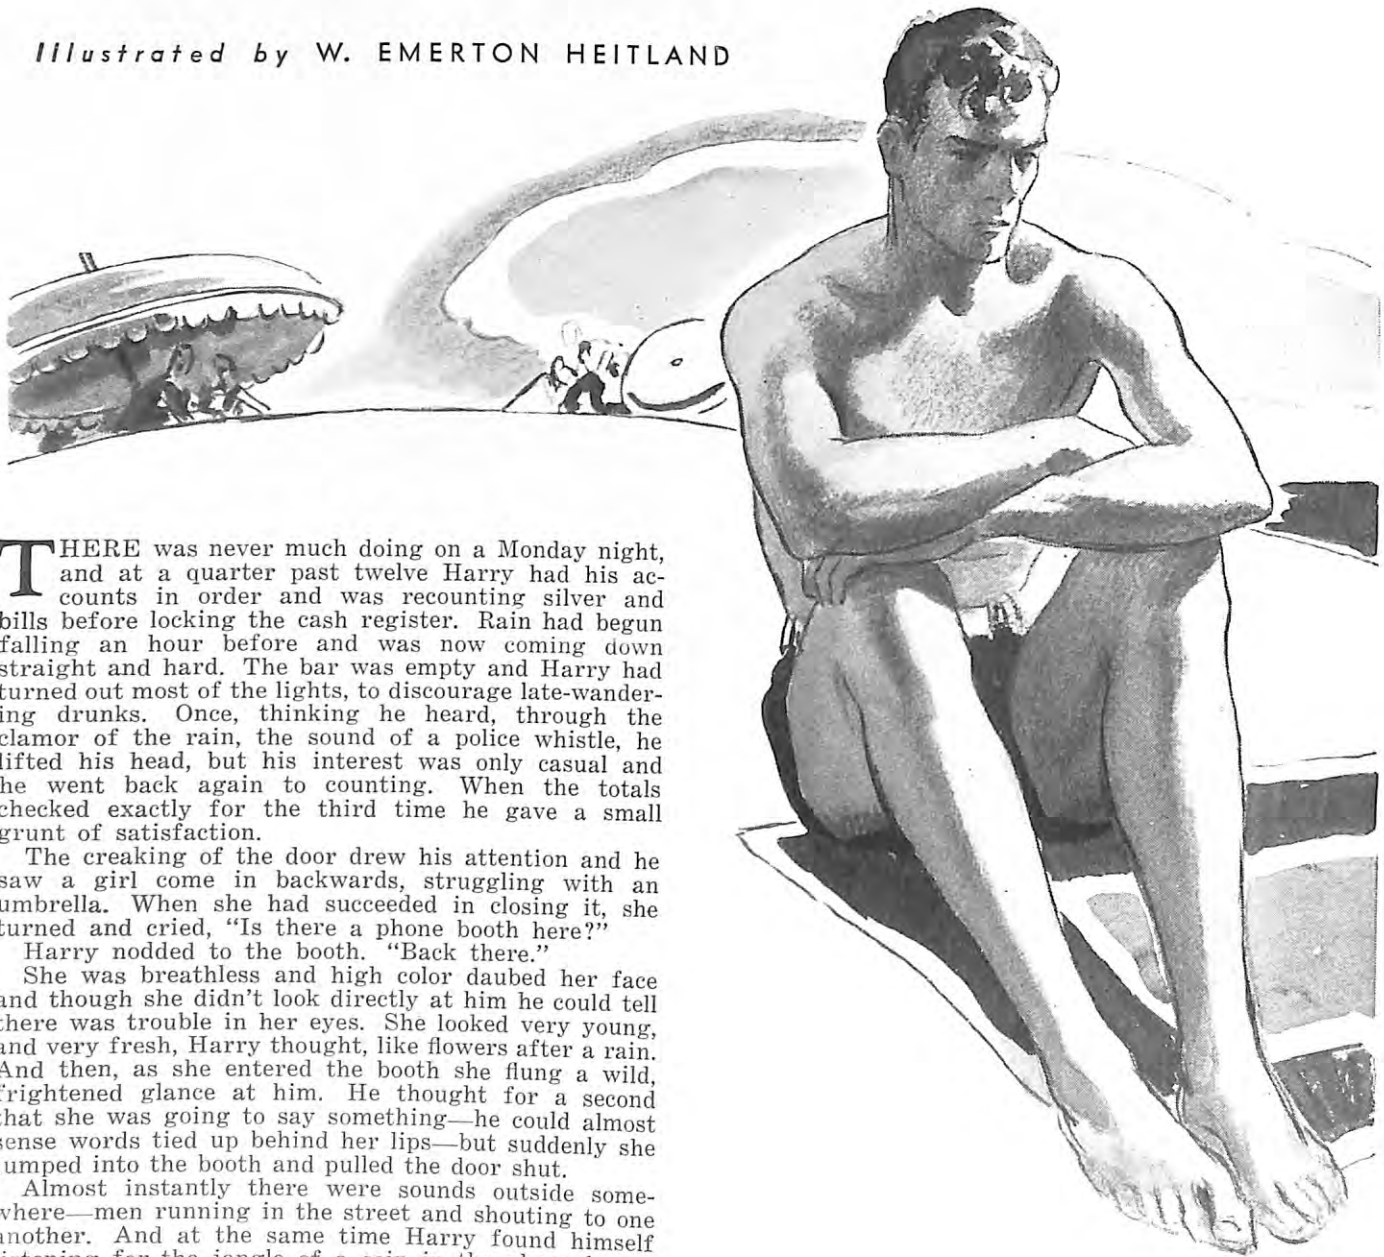 Illustrated by W. EMERTON HEITLAND
THERE was never much doing on a Monday night,
and at a quarter past twelve Harry had his ac-
counts in order and was recounting silver and
bills before locking the cash register. Rain had begun
falling an hour before and was now coming down
straight and hard. The bar was empty and Harry had
turned out most of the lights, to discourage late-wander-
ing drunks. Once, thinking he heard, through the
clamor of the rain, the sound of a police whistle, he
lifted his head, but his interest was only casual and
he went back again to counting. When the totals
checked exactly for the third time he gave a small
grunt of satisfaction.
The creaking of the door drew his attention and he
saw a girl come in backwards, struggling with an
umbrella. When she had succeeded in closing it, she
turned and cried, “Is there a phone booth here?”
Harry nodded to the booth. “Back there.”
She was breathless and high color daubed her face
and though she didn’t look directly at him he could tell
there was trouble in her eyes. She looked very young,
and very fresh, Harry thought, like flowers after a rain.
And then, as she entered the booth she flung a wild,
frightened glance at him. He thought for a second
that she was going to say something—he could almost
sense words tied up behind her lips—but suddenly she
jumped into the booth and pulled the door shut.
Almost instantly there were sounds outside some-
where—men running in the street and shouting to one
another. And at the same time Harry found himself